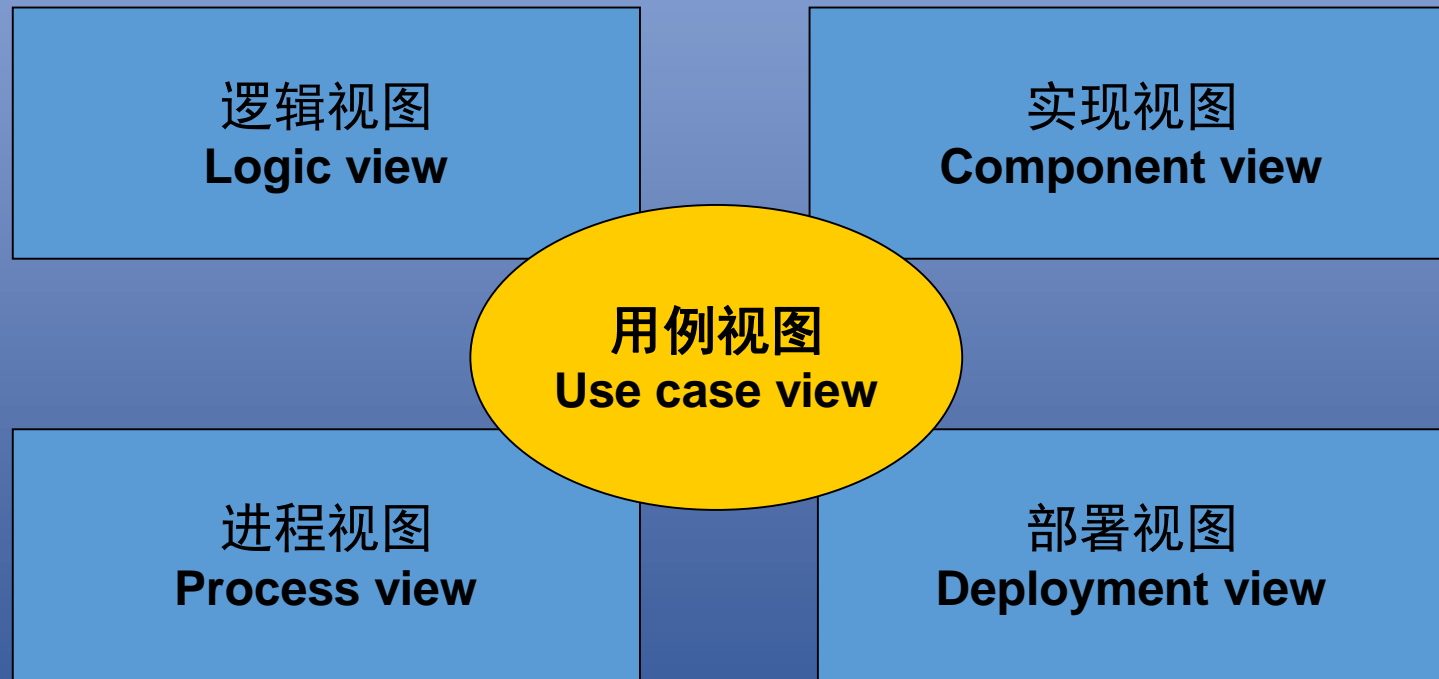 逻辑视图
Logic view
实现视图
Component view
用例视图
Use case view
进程视图
Process view
部署视图
Deployment view